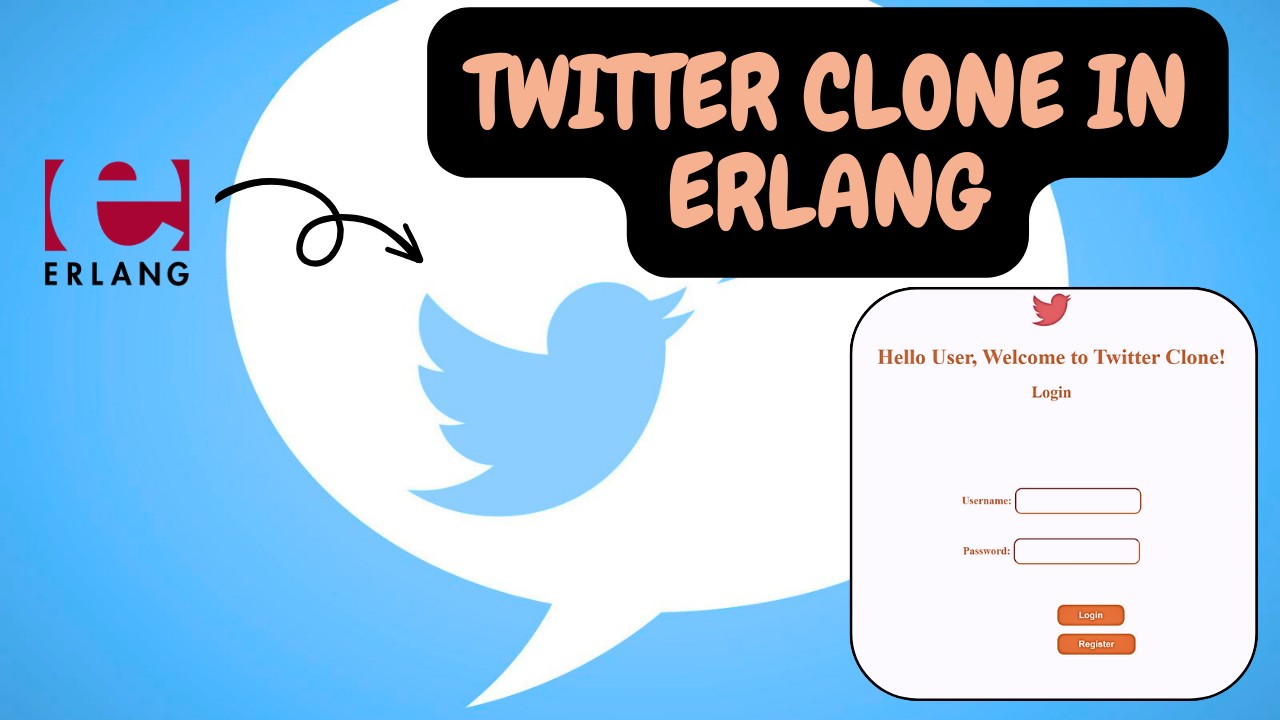 TWITTER CLONE IN
ERLANG
ERLANG
Hello User, Welcome to Twitter Clone!
Login
Username:
Password:
Login
Register